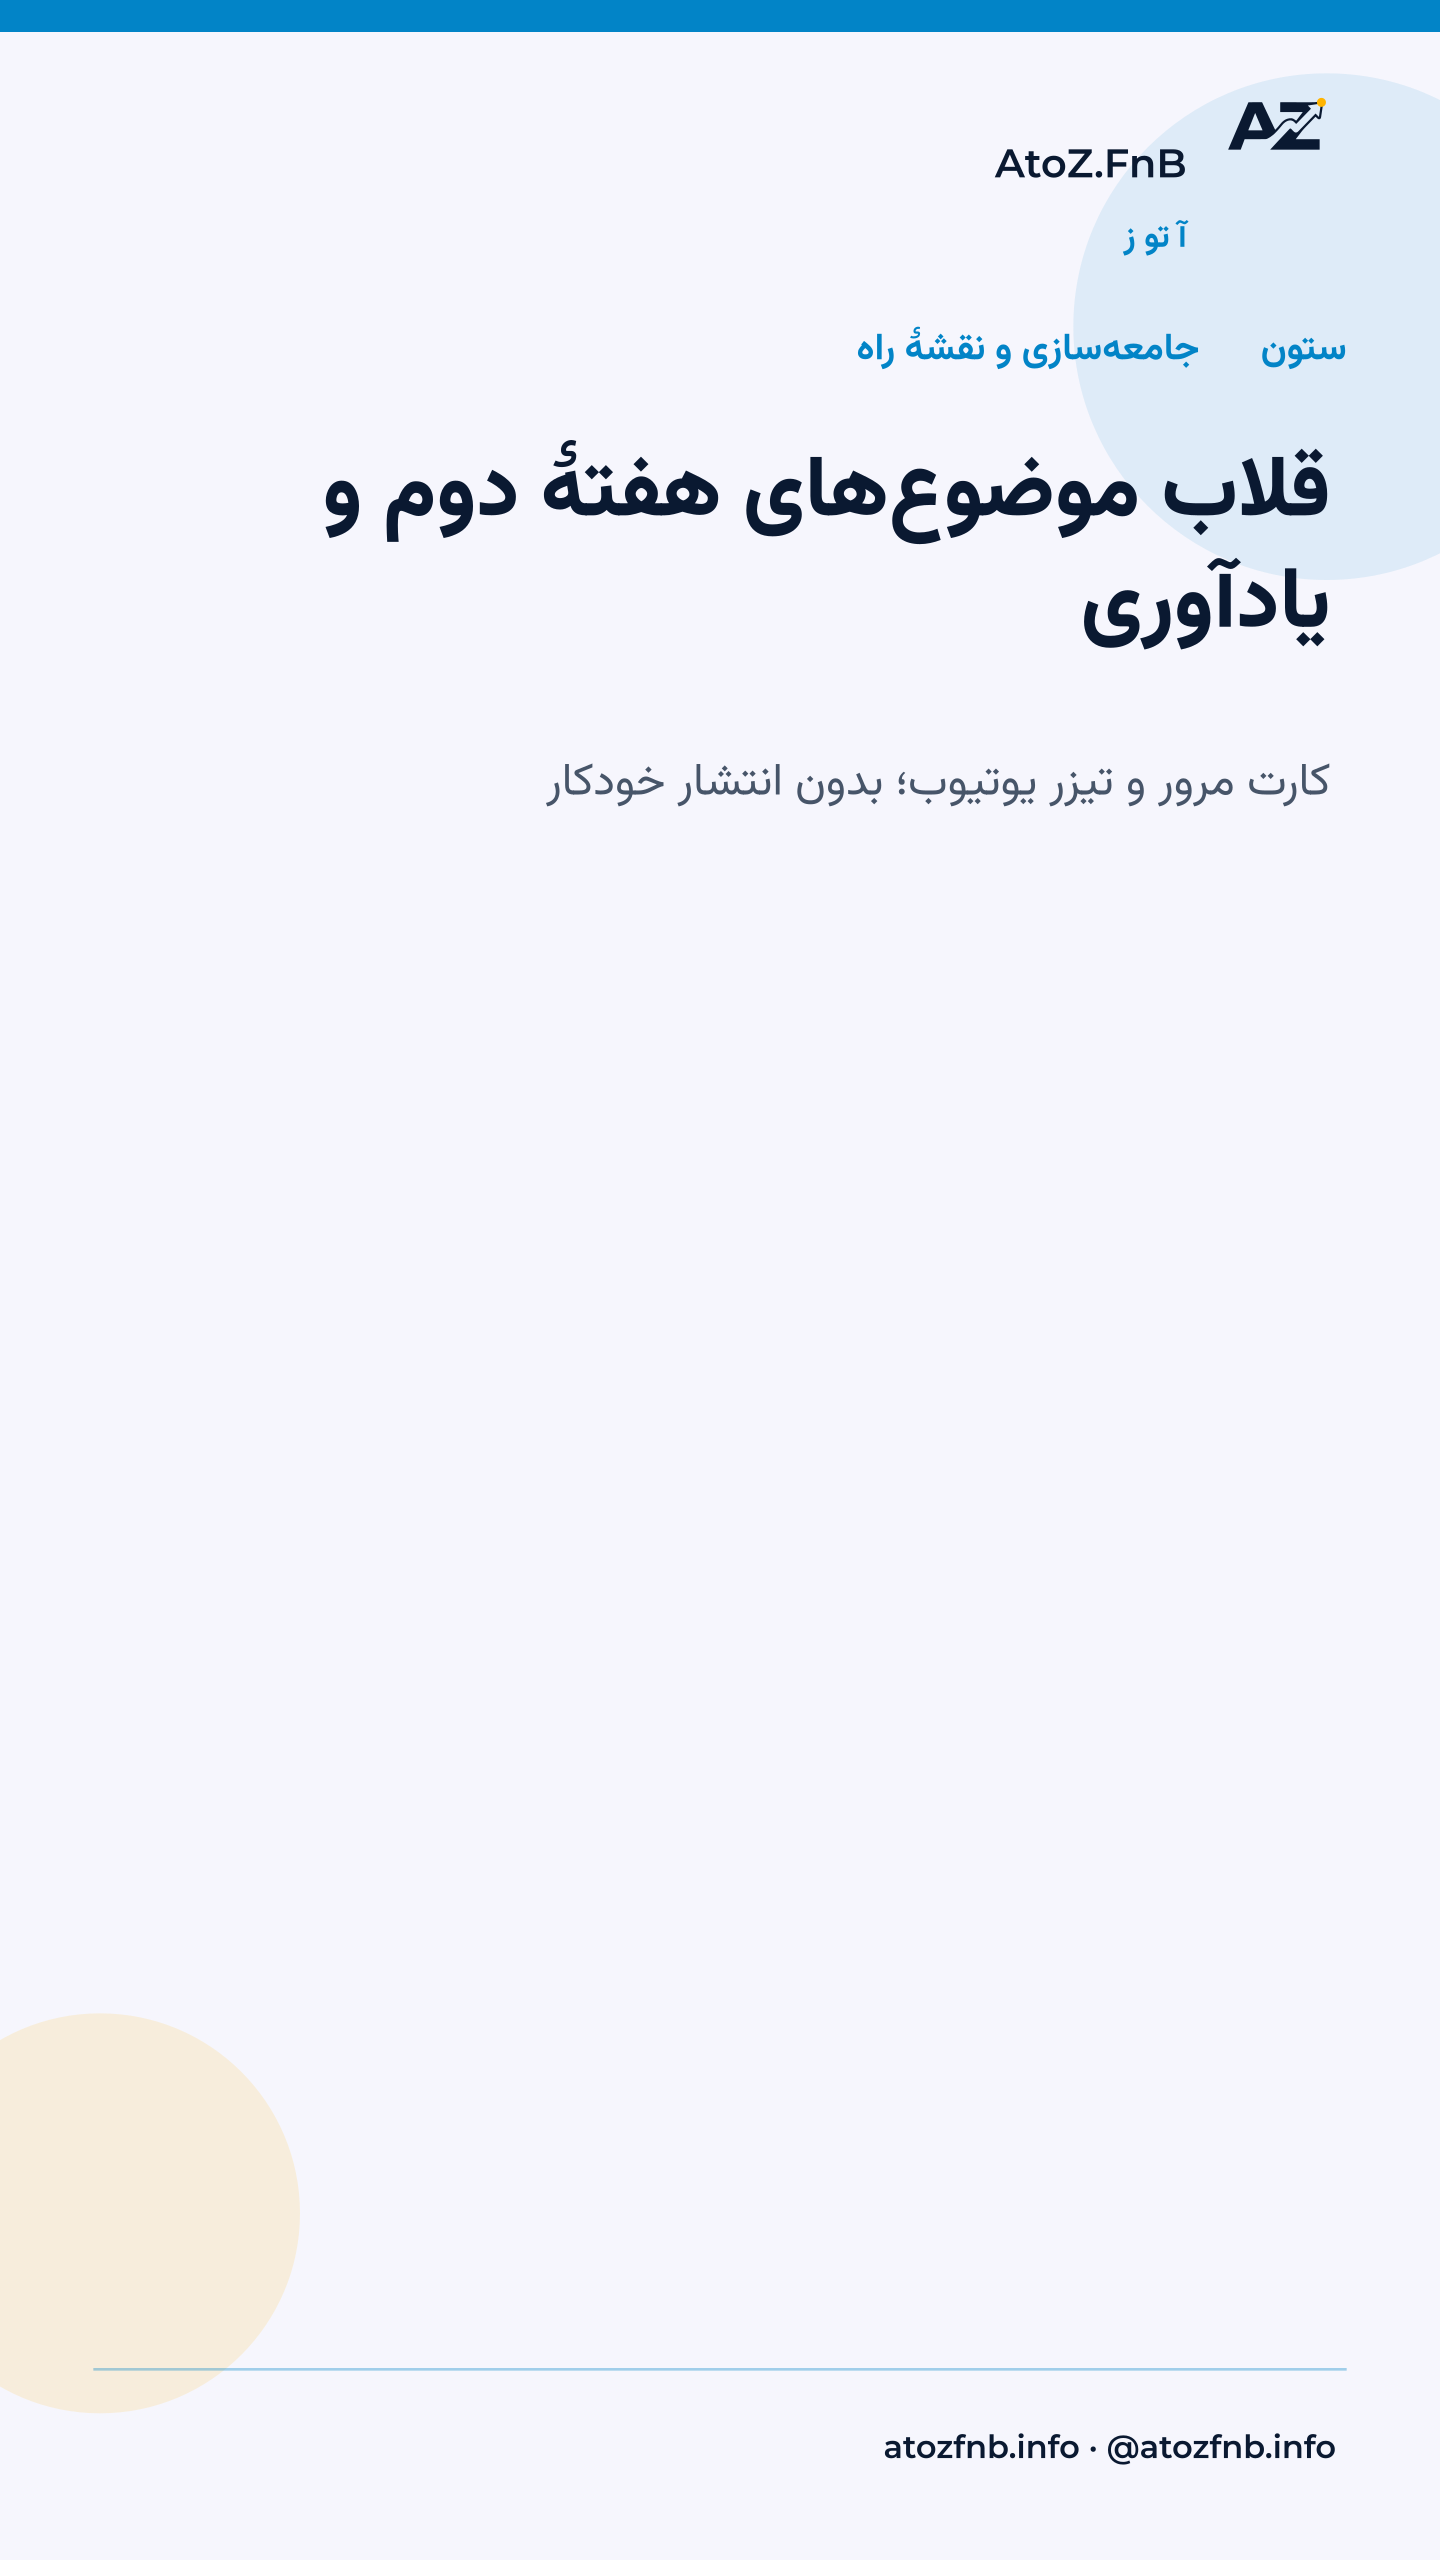 AZ
AtoZ.FnB
آ تو ز
ستون جامعه‌سازی و نقشهٔ راه
قلاب موضوع‌های هفتهٔ دوم و
یادآوری
کارت مرور و تیزر یوتیوب؛ بدون انتشار خودکار
atozfnb.info · @atozfnb.info